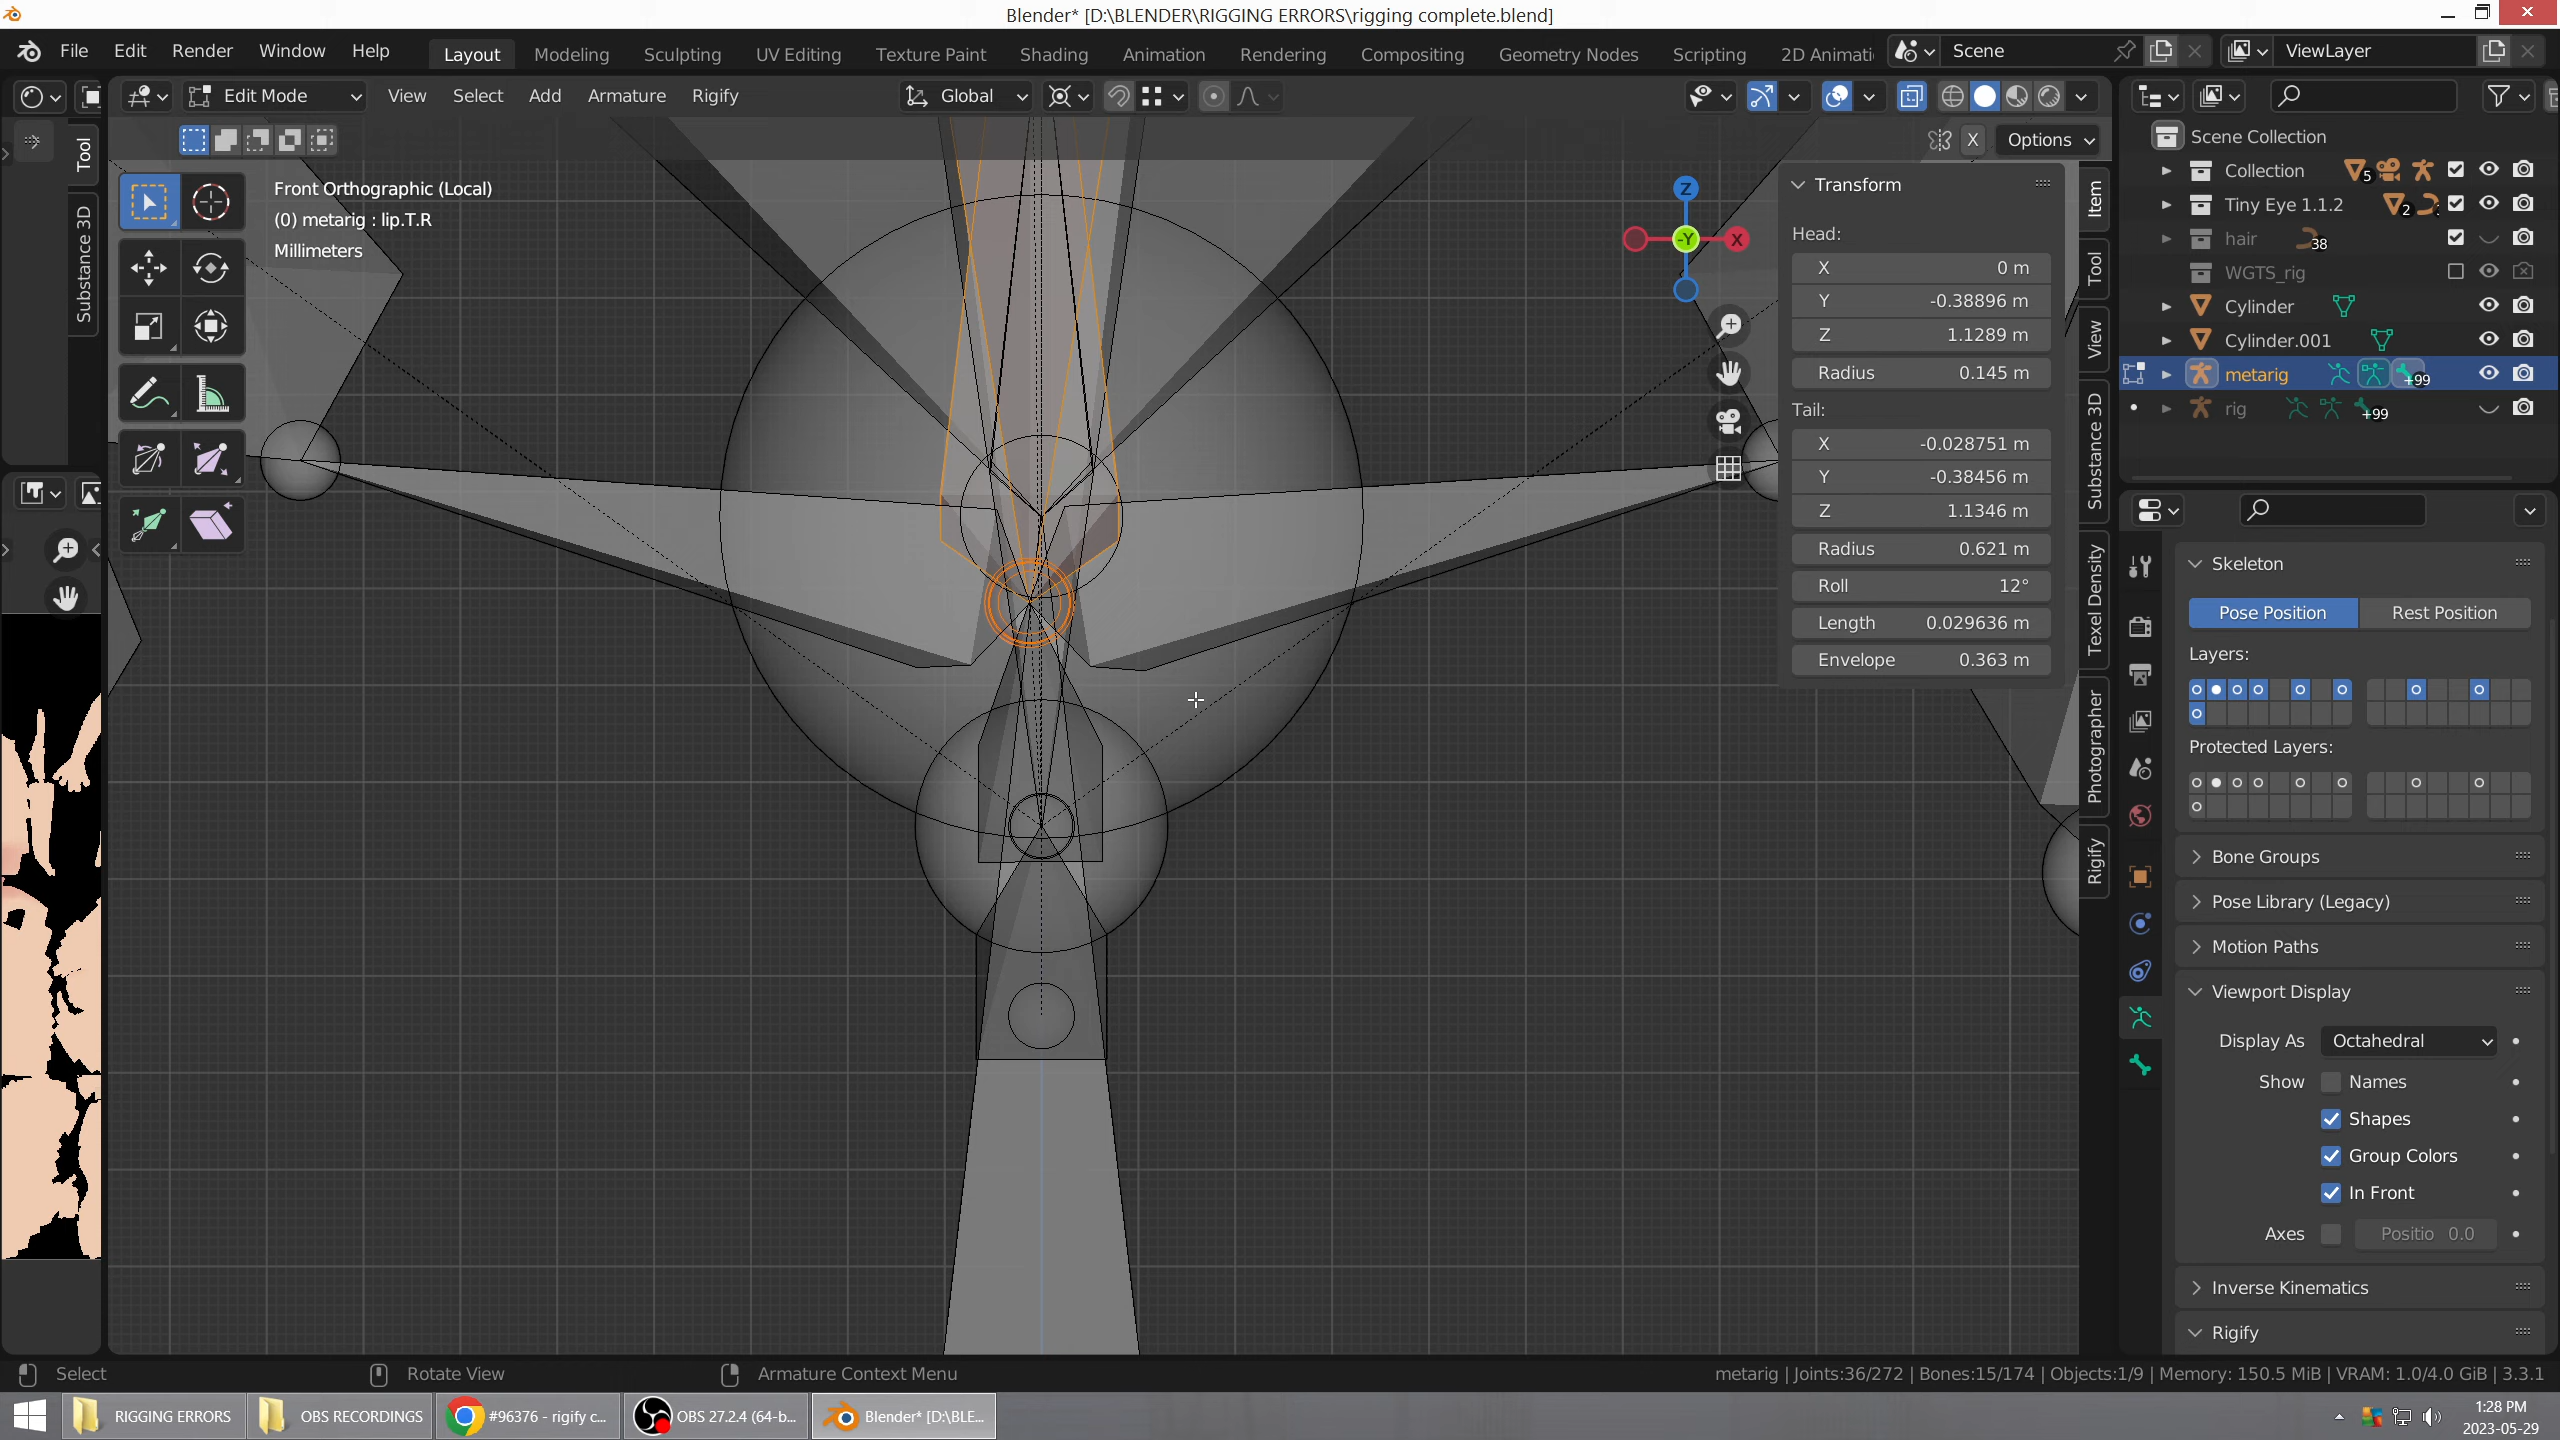 Blender* [D:\BLENDER\RIGGING ERRORS\rigging complete.blend]
File Edit Render Window Help Layout Modeling Sculpting UV Editing Texture Paint Shading Animation Rendering Compositing Geometry Nodes Scripting 2D Animati Scene ViewLayer
Edit Mode View Select Add Armature Rigify Global
X Options
Tool
Substance 3D
Front Orthographic (Local)
(0) metarig : lip.T.R
Millimeters
Z
-Y
X
Transform
Head:
X 0 m
Y -0.38896 m
Z 1.1289 m
Radius 0.145 m
Tail:
X -0.028751 m
Y -0.38456 m
Z 1.1346 m
Radius 0.621 m
Roll 12°
Length 0.029636 m
Envelope 0.363 m
Item
Tool
View
Substance 3D
Texel Density
Photographer
Rigify
Scene Collection
Collection 5
Tiny Eye 1.1.2 2
hair 38
WGTS_rig
Cylinder
Cylinder.001
metarig +99
rig +99
Skeleton
Pose Position Rest Position
Layers:
Protected Layers:
Bone Groups
Pose Library (Legacy)
Motion Paths
Viewport Display
Display As Octahedral
Show Names
Shapes
Group Colors
In Front
Axes Positio 0.0
Inverse Kinematics
Rigify
Select Rotate View Armature Context Menu metarig | Joints:36/272 | Bones:15/174 | Objects:1/9 | Memory: 150.5 MiB | VRAM: 1.0/4.0 GiB | 3.3.1
RIGGING ERRORS OBS RECORDINGS #96376 - rigify c... OBS 27.2.4 (64-b... Blender* [D:\BLE...
1:28 PM
2023-05-29